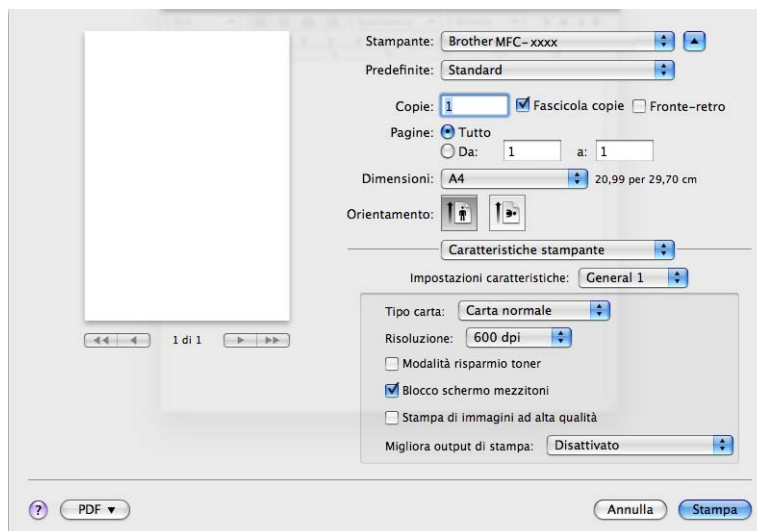 Stampante: Brother MFC-xxxx
Predefinite: Standard
Copie: 1 Fascicola copie Fronte-retro
Pagine: Tutto
Da: 1 a: 1
Dimensioni: A4 20,99 per 29,70 cm
Orientamento:
Caratteristiche stampante
Impostazioni caratteristiche: General 1
Tipo carta: Carta normale
1 di 1
Risoluzione: 600 dpi
Modalità risparmio toner
Blocco schermo mezzitoni
Stampa di immagini ad alta qualità
Migliora output di stampa: Disattivato
? PDF ▼ Annulla Stampa